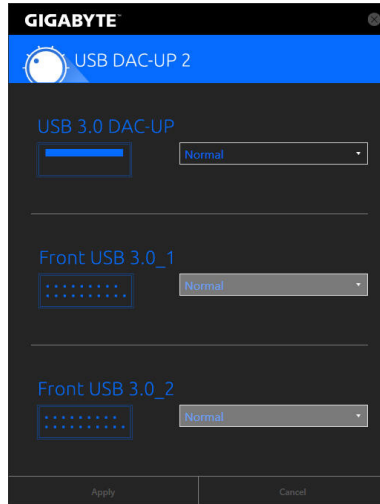 GIGABYTE™
USB DAC-UP 2
USB 3.0 DAC-UP
Normal
Front USB 3.0_1
Normal
Front USB 3.0_2
Normal
Apply
Cancel